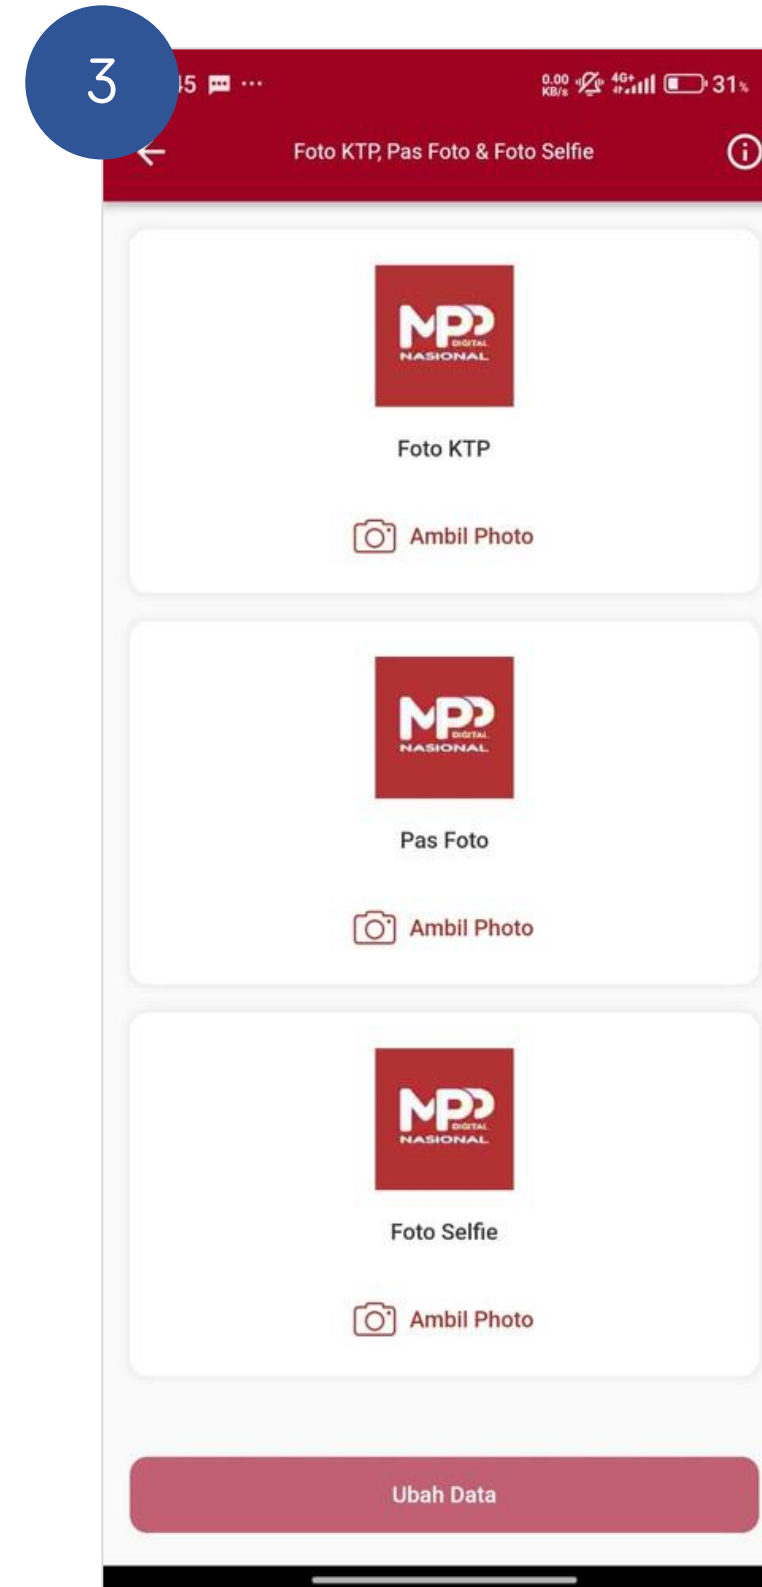 3
45
0.00 KB/s 4G+ 31%
Foto KTP, Pas Foto & Foto Selfie
MPP
DIGITAL
NASIONAL
Foto KTP
Ambil Photo
MPP
DIGITAL
NASIONAL
Pas Foto
Ambil Photo
MPP
DIGITAL
NASIONAL
Foto Selfie
Ambil Photo
Ubah Data